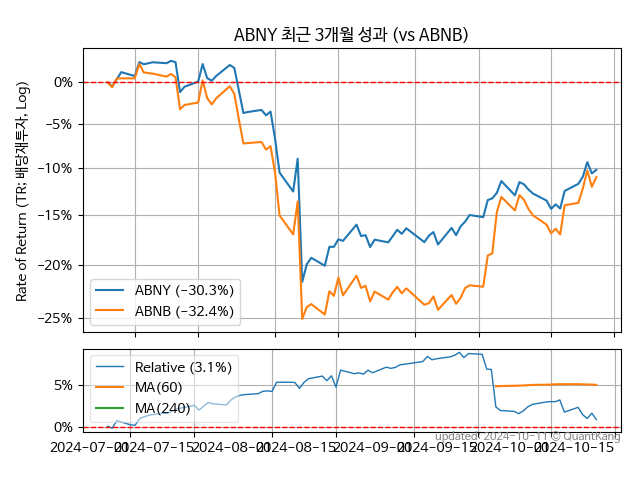 ABNY 최근 3개월 성과 (vs ABNB)
Rate of Return (TR; 배당재투자, Log)
0%
−5%
−10%
−15%
−20%
−25%
ABNY (−30.3%)
ABNB (−32.4%)
5%
0%
Relative (3.1%)
MA(60)
MA(240)
updated: 2024-10-11 © QuantKang
2024-07-01
2024-07-15
2024-08-01
2024-08-15
2024-09-01
2024-09-15
2024-10-01
2024-10-15